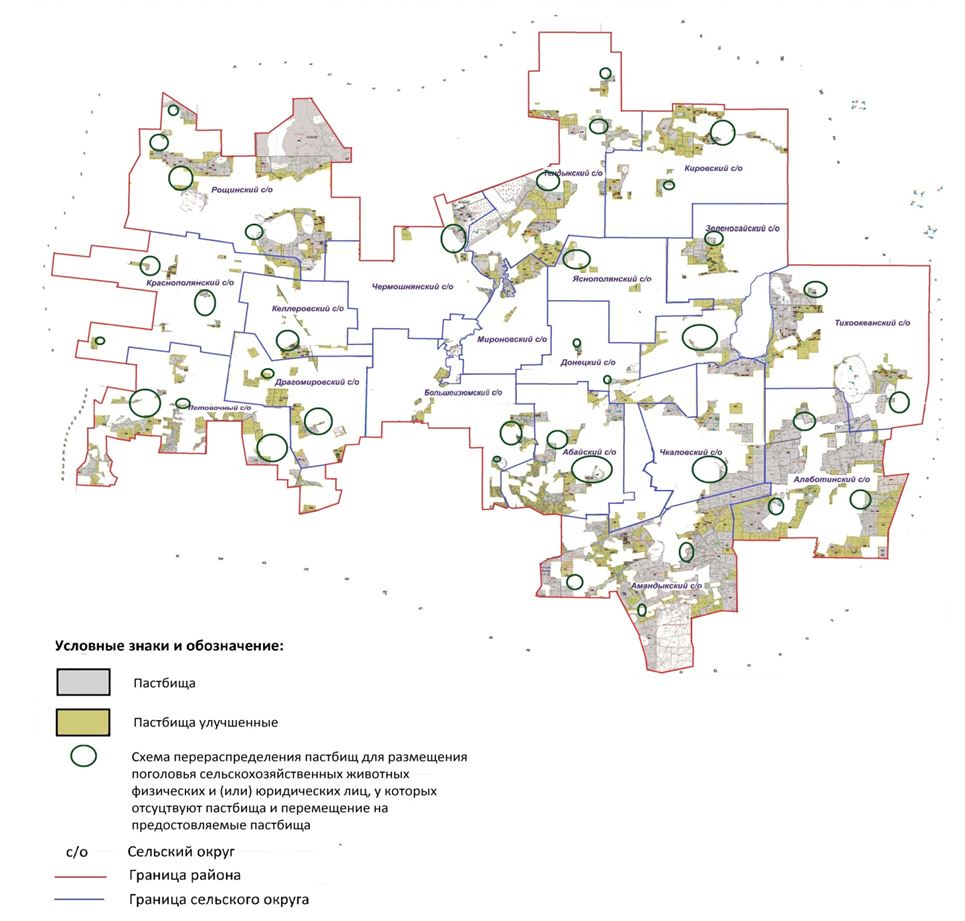 Кировский с/о
Тендыкский с/о
Рощинский с/о
Зеленогайский с/о
Краснополянский с/о
Чермошнянский с/о
Яснополянский с/о
Келлеровский с/о
Тихоокеанский с/о
Мироновский с/о
Донецкий с/о
Драгомировский с/о
Большеизюмский с/о
Летовочный с/о
Абайский с/о
Чкаловский с/о
Алаботинский с/о
Амандыкский с/о
Условные знаки и обозначение:
Пастбища
Пастбища улучшенные
Схема перераспределения пастбищ для размещения
поголовья сельскохозяйственных животных
физических и (или) юридических лиц, у которых
отсуцтвуют пастбища и перемещение на
предостовляемые пастбища
с/о Сельский округ
Граница района
Граница сельского округа